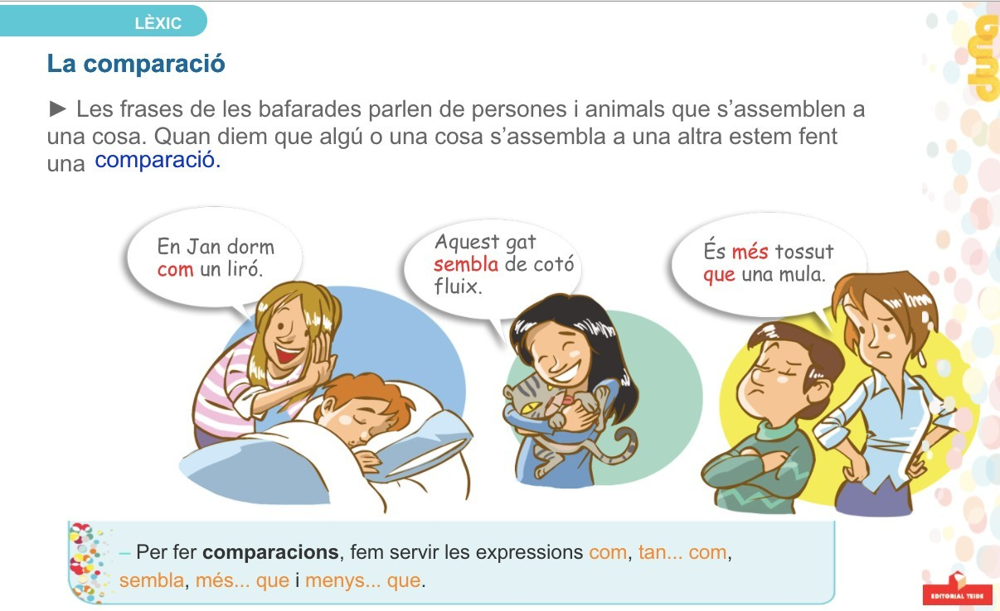 LÈXIC
La comparació
► Les frases de les bafarades parlen de persones i animals que s’assemblen a
una cosa. Quan diem que algú o una cosa s’assembla a una altra estem fent
una comparació.
En Jan dorm
com un liró.
Aquest gat
sembla de cotó
fluix.
És més tossut
que una mula.
– Per fer comparacions, fem servir les expressions com, tan... com,
sembla, més... que i menys... que.
duna
EDITORIAL TEIDE